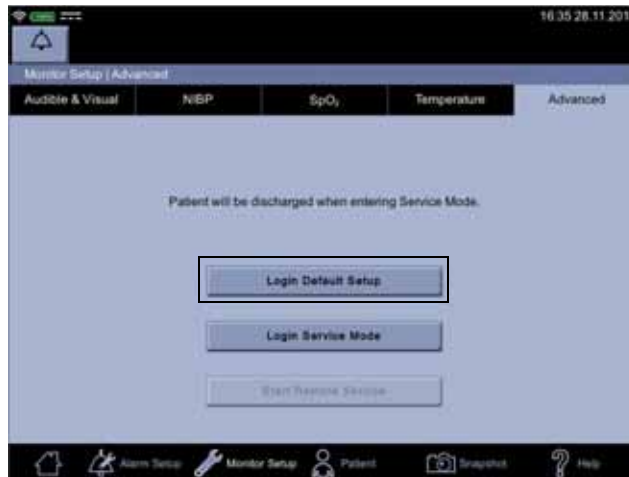 16:35 28.11.201
Monitor Setup | Advanced
Audible & Visual NIBP SpO₂ Temperature Advanced
Patient will be discharged when entering Service Mode.
Login Default Setup
Login Service Mode
Start Remote Service
Alarm Setup Monitor Setup Patient Snapshot Help